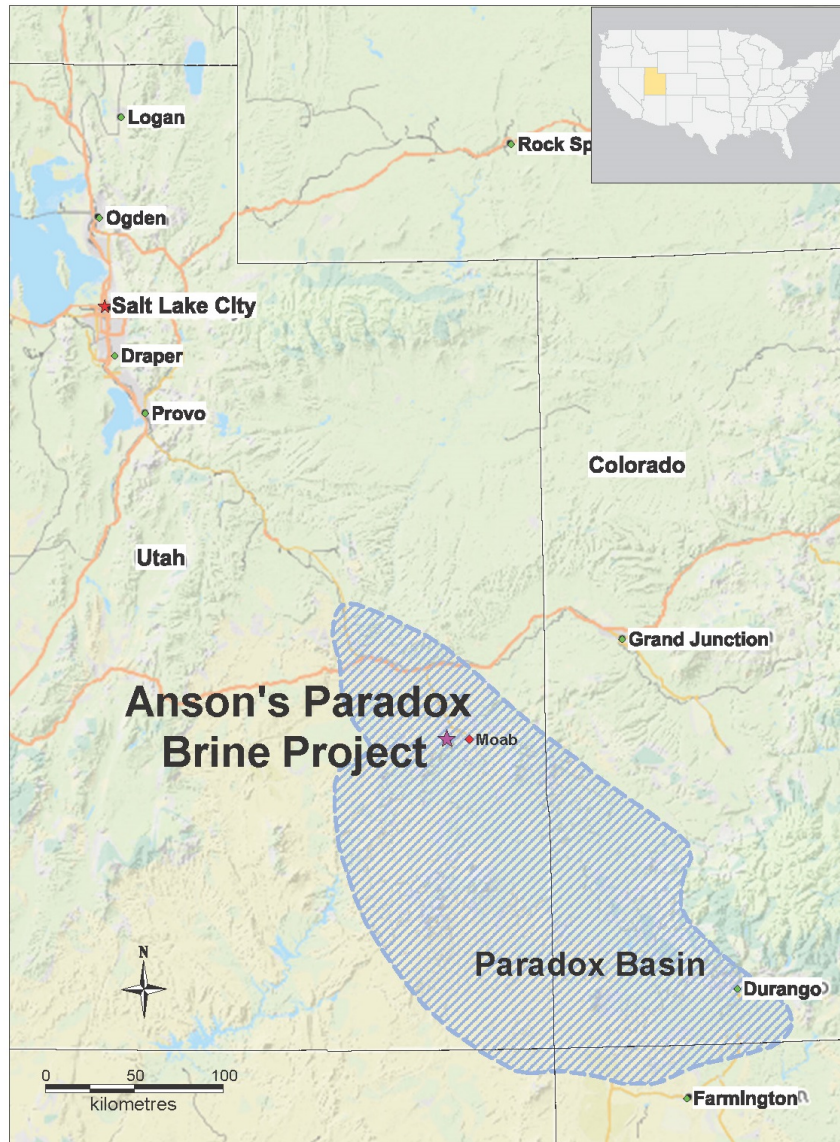 Logan
Rock Sp
Ogden
Salt Lake City
Draper
Provo
Colorado
Utah
Grand Junction
Anson's Paradox
Brine Project
Moab
Paradox Basin
N
Durango
0 50 100
kilometres
Farmington